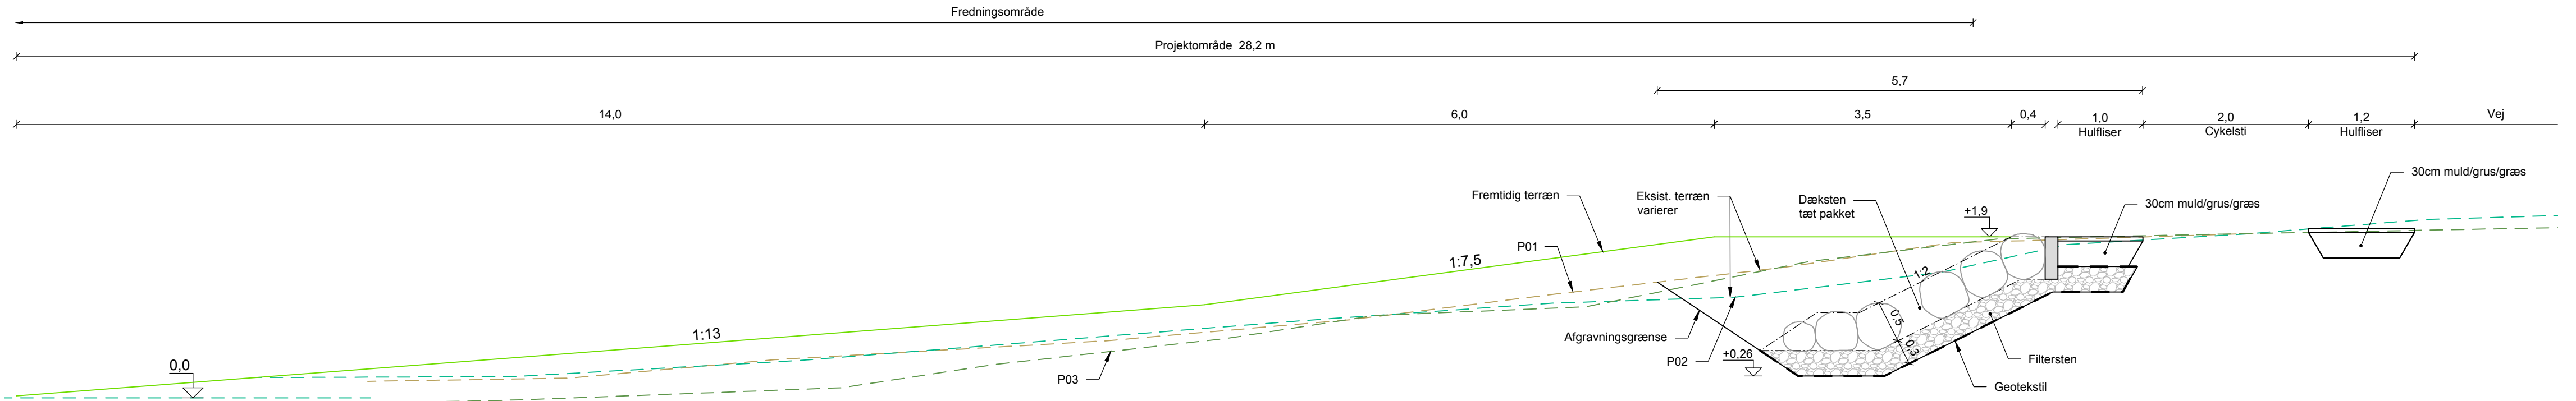 Fredningsområde
Projektområde 28,2 m
5,7
14,0
6,0
3,5
0,4
1,0
Hulfliser
2,0
Cykelsti
1,2
Hulfliser
Vej
30cm muld/grus/græs
Fremtidig terræn
Eksist. terræn
varierer
Dæksten
tæt pakket
30cm muld/grus/græs
+1,9
P01
1:7,5
1:2
0,5
1:13
Afgravningsgrænse
0,3
+0,26
P02
Filtersten
0,0
P03
Geotekstil